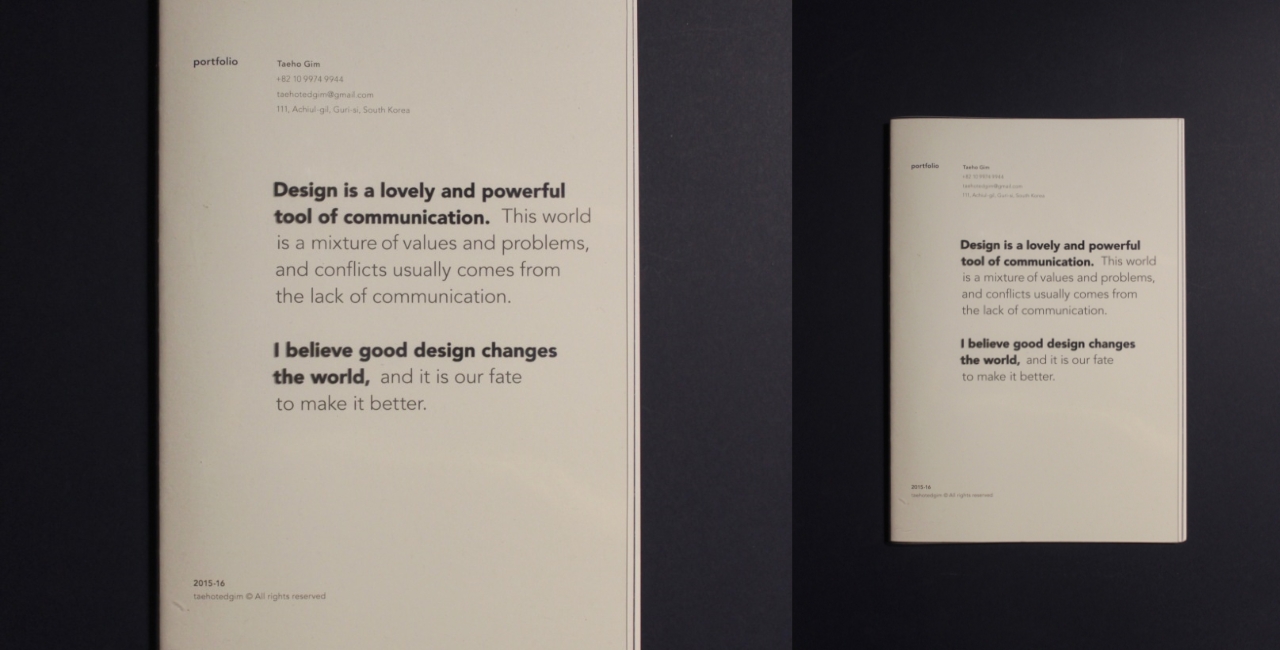 portfolio
Taeho Gim
+82 10 9974 9944
taehotedgim@gmail.com
111, Achiul-gil, Guri-si, South Korea
Design is a lovely and powerful
tool of communication. This world
is a mixture of values and problems,
and conflicts usually comes from
the lack of communication.
I believe good design changes
the world, and it is our fate
to make it better.
2015-16
taehotedgim © All rights reserved
portfolio
Taeho Gim
+82 10 9974 9944
taehotedgim@gmail.com
111, Achiul-gil, Guri-si, South Korea
Design is a lovely and powerful
tool of communication. This world
is a mixture of values and problems,
and conflicts usually comes from
the lack of communication.
I believe good design changes
the world, and it is our fate
to make it better.
2015-16
taehotedgim © All rights reserved